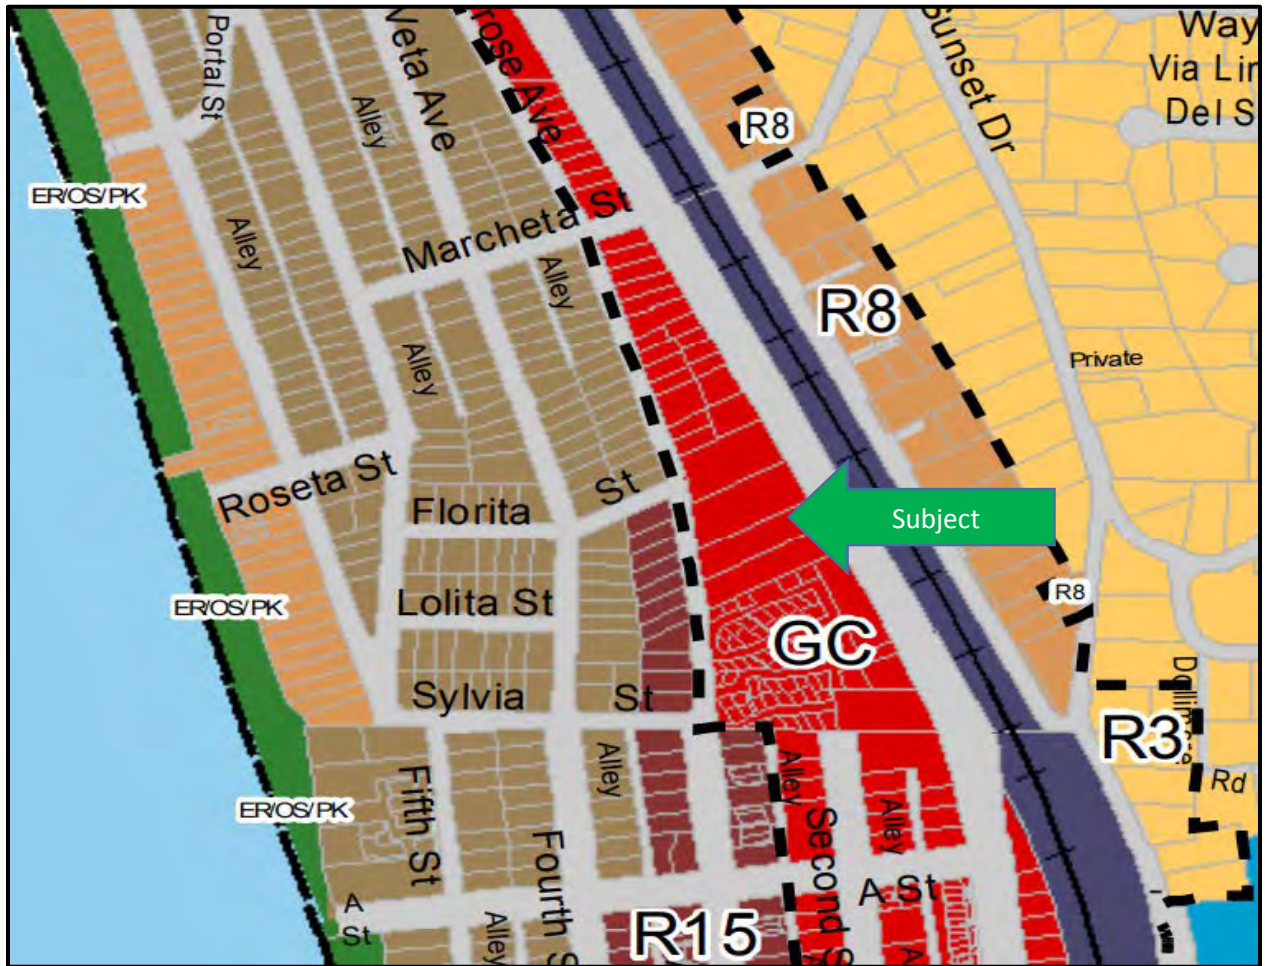 Portal St
Veta Ave
rose Ave
Sunset Dr
Way
Via Lir
Del S
Alley
R8
ER/OS/PK
Alley
Marcheta St
Alley
R8
Private
Alley
Roseta St
Florita
St
Subject
Lolita St
ER/OS/PK
R8
GC
Sylvia
St
R3
Rd
Alley
Alley
Fifth St
ER/OS/PK
Fourth S
Second S
Alley
A St
A
St
Alley
R15
A
A